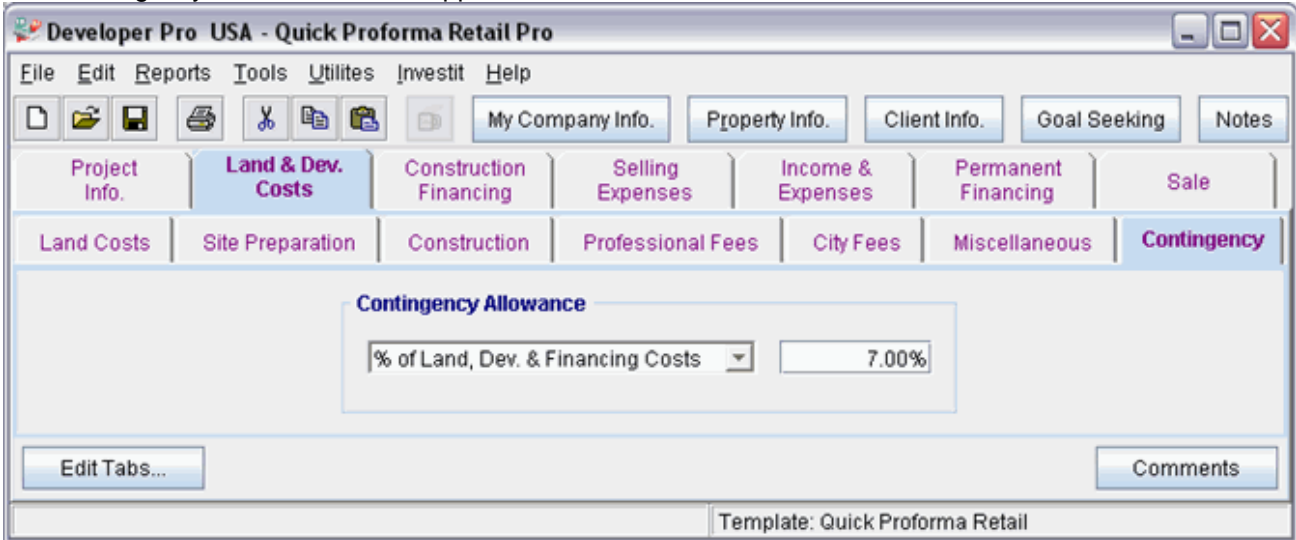 Developer Pro USA - Quick Proforma Retail Pro
File Edit Reports Tools Utilites Investit Help
My Company Info. Property Info. Client Info. Goal Seeking Notes
Project Info. Land & Dev. Costs Construction Financing Selling Expenses Income & Expenses Permanent Financing Sale
Land Costs Site Preparation Construction Professional Fees City Fees Miscellaneous Contingency
Contingency Allowance
% of Land, Dev. & Financing Costs 7.00%
Edit Tabs... Comments
Template: Quick Proforma Retail